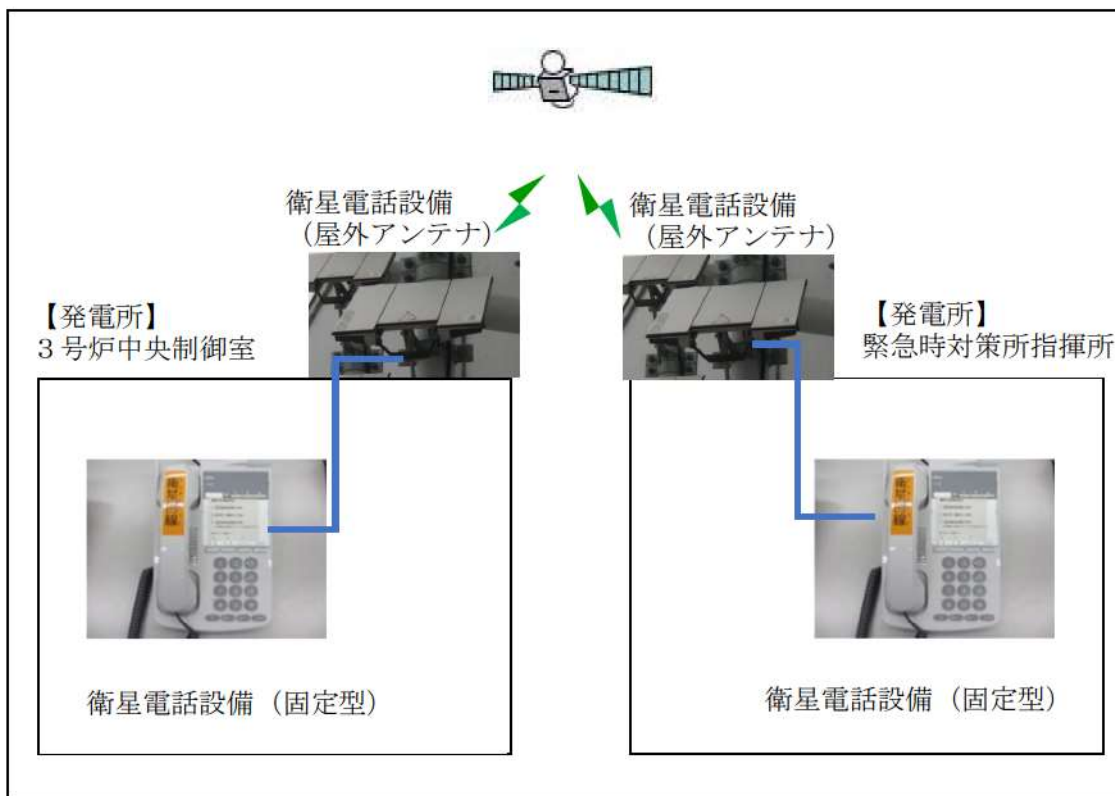 衛星電話設備
（屋外アンテナ）
衛星電話設備
（屋外アンテナ）
【発電所】
３号炉中央制御室
【発電所】
緊急時対策所指揮所
衛星電話設備（固定型）
衛星電話設備（固定型）